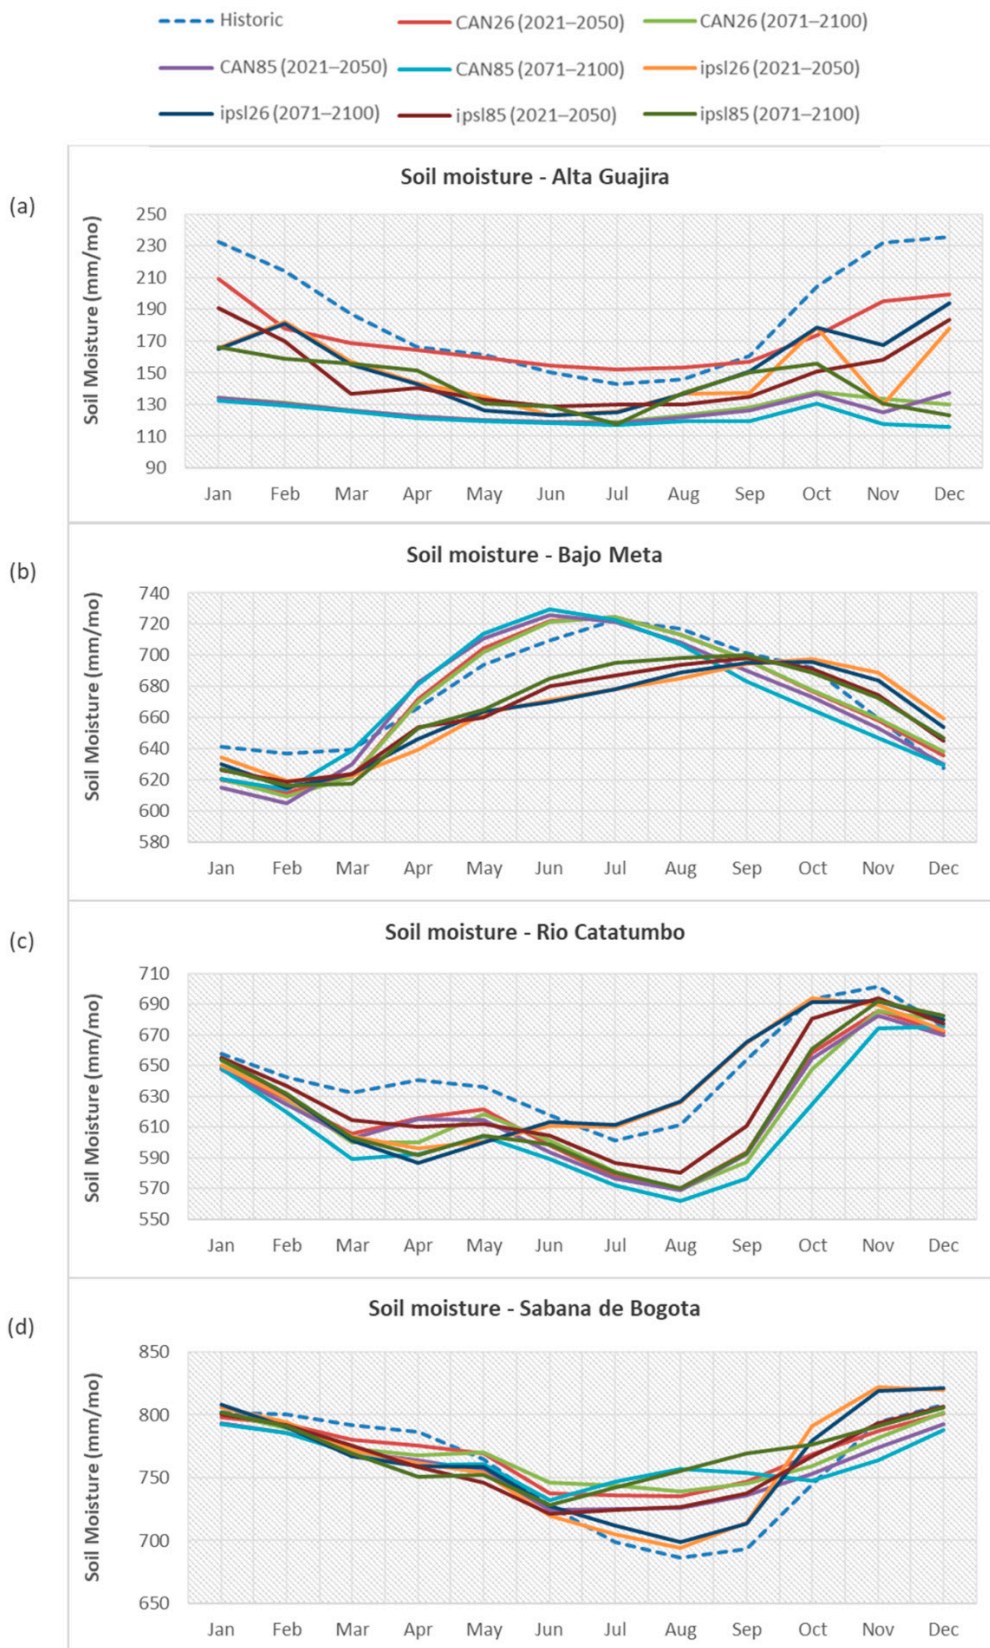 Historic CAN26 (2021–2050) CAN26 (2071–2100)
CAN85 (2021–2050) CAN85 (2071–2100) ipsl26 (2021–2050)
ipsl26 (2071–2100) ipsl85 (2021–2050) ipsl85 (2071–2100)
(a)
Soil moisture - Alta Guajira
Soil Moisture (mm/mo)
250
230
210
190
170
150
130
110
90
Jan Feb Mar Apr May Jun Jul Aug Sep Oct Nov Dec
(b)
Soil moisture - Bajo Meta
Soil Moisture (mm/mo)
740
720
700
680
660
640
620
600
580
Jan Feb Mar Apr May Jun Jul Aug Sep Oct Nov Dec
(c)
Soil moisture - Rio Catatumbo
Soil Moisture (mm/mo)
710
690
670
650
630
610
590
570
550
Jan Feb Mar Apr May Jun Jul Aug Sep Oct Nov Dec
(d)
Soil moisture - Sabana de Bogota
Soil Moisture (mm/mo)
850
800
750
700
650
Jan Feb Mar Apr May Jun Jul Aug Sep Oct Nov Dec